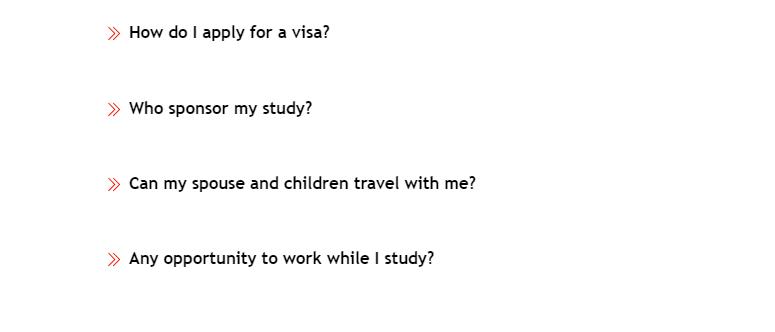 How do I apply for a visa?
Who sponsor my study?
Can my spouse and children travel with me?
Any opportunity to work while I study?